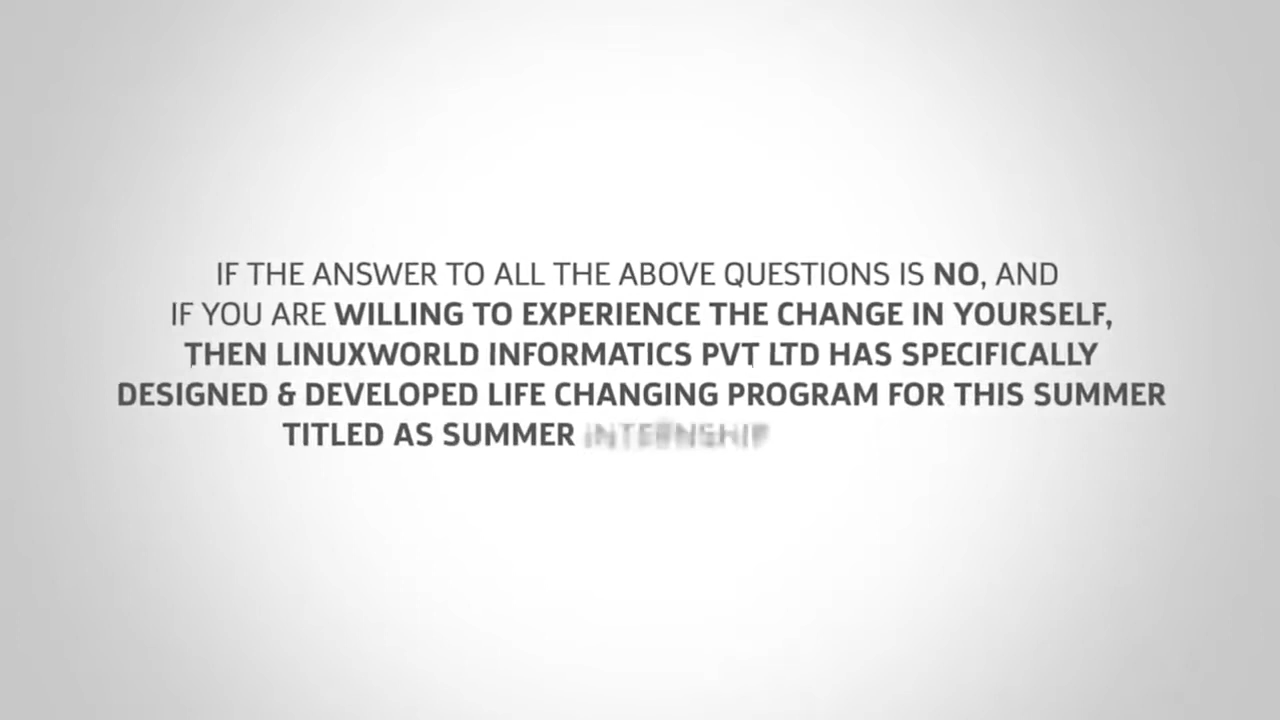 IF THE ANSWER TO ALL THE ABOVE QUESTIONS IS NO, AND
IF YOU ARE WILLING TO EXPERIENCE THE CHANGE IN YOURSELF,
THEN LINUXWORLD INFORMATICS PVT LTD HAS SPECIFICALLY
DESIGNED & DEVELOPED LIFE CHANGING PROGRAM FOR THIS SUMMER
TITLED AS SUMMER INTERNSHIP